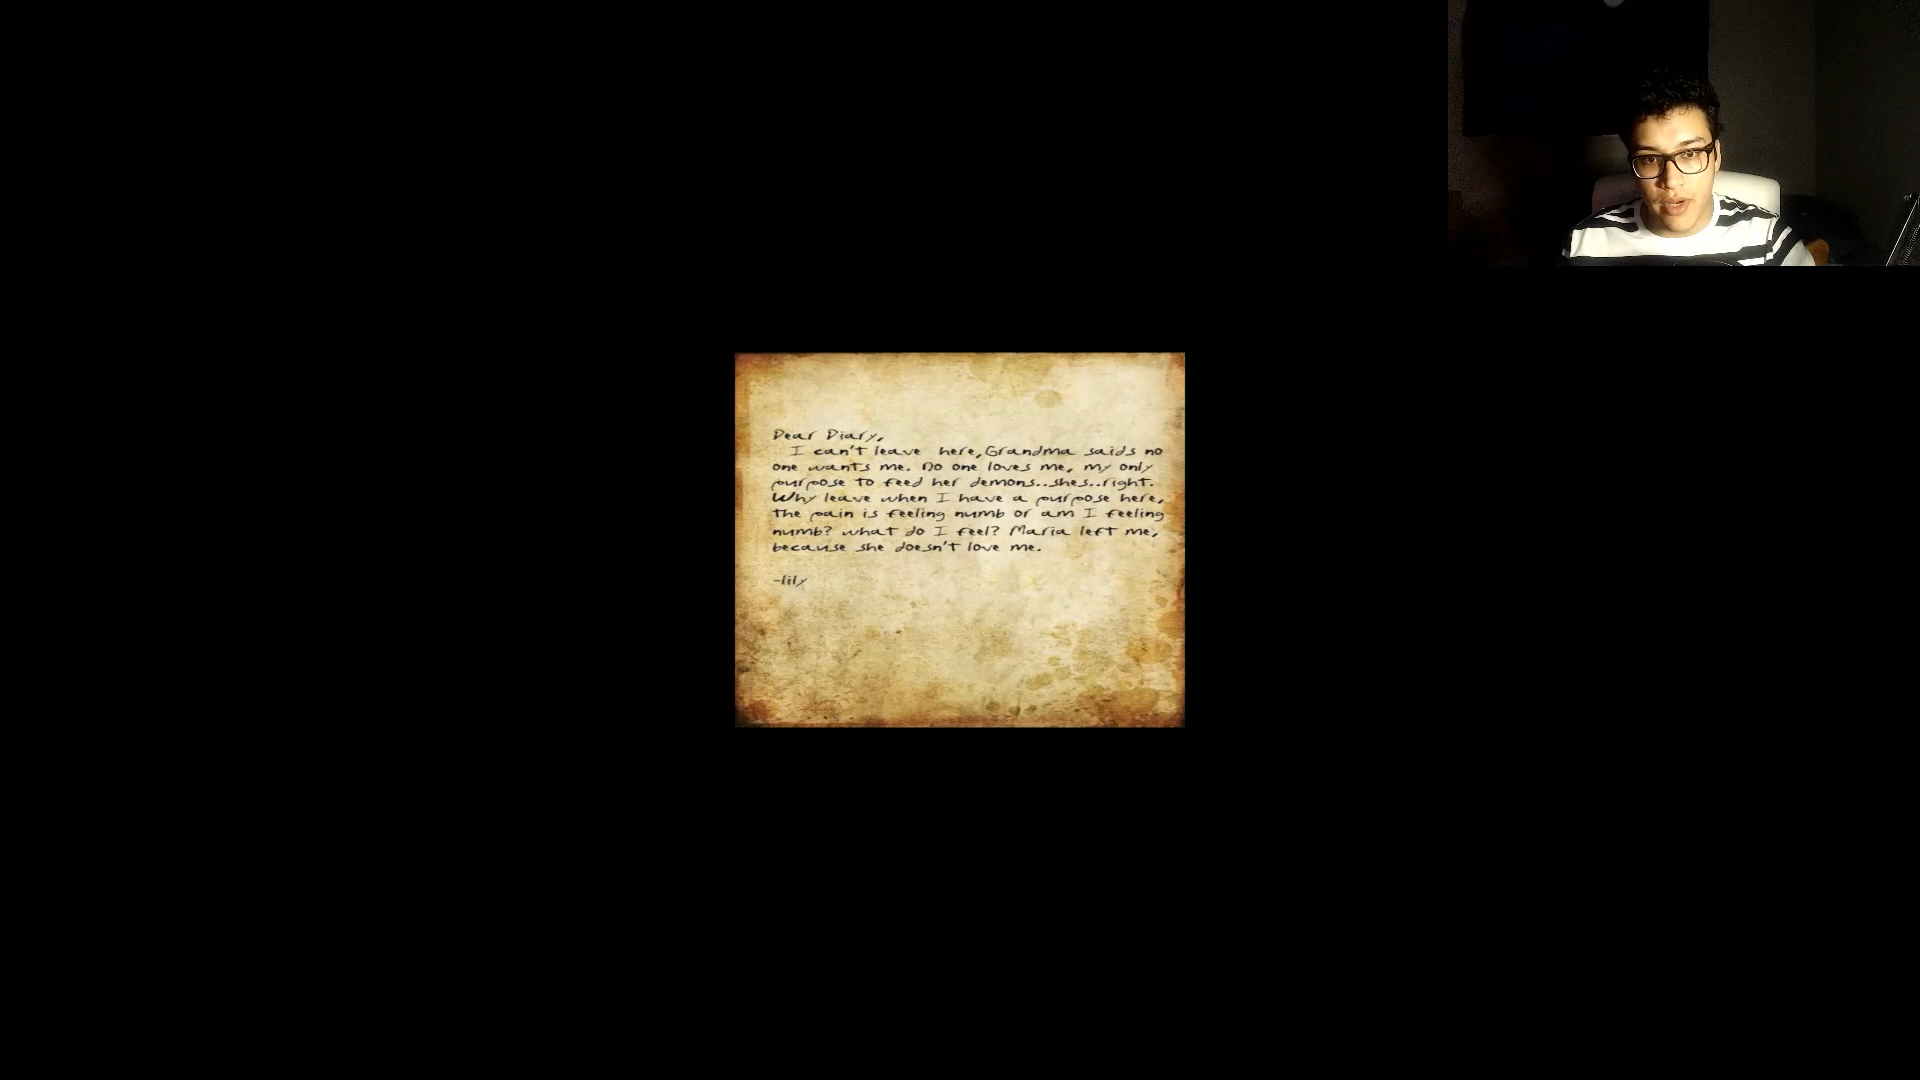 Dear Diary,
I can't leave here, Grandma saids no
one wants me. No one loves me, my only
purpose to feed her demons..shes..right.
Why leave when I have a purpose here,
the pain is feeling numb or am I feeling
numb? what do I feel? Maria left me,
because she doesn't love me.
-lily